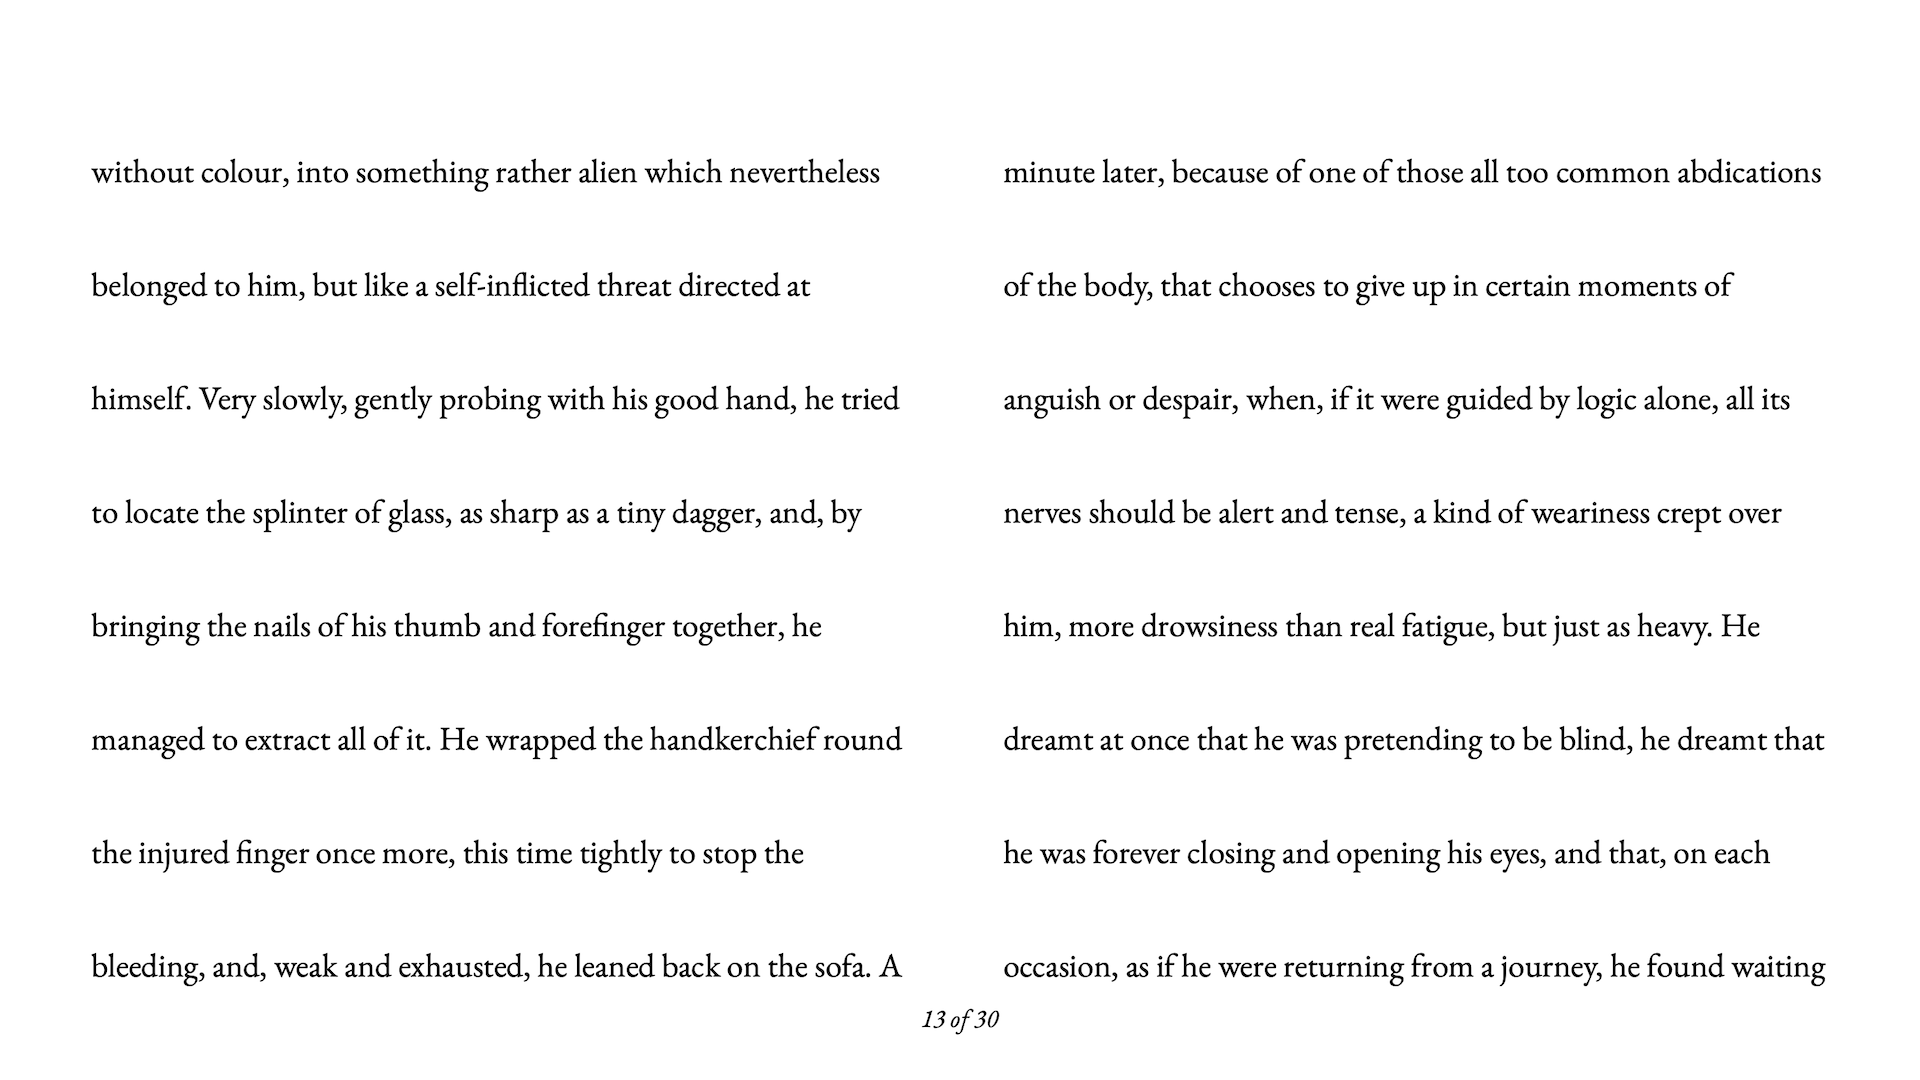 without colour, into something rather alien which nevertheless
belonged to him, but like a self-inflicted threat directed at
himself. Very slowly, gently probing with his good hand, he tried
to locate the splinter of glass, as sharp as a tiny dagger, and, by
bringing the nails of his thumb and forefinger together, he
managed to extract all of it. He wrapped the handkerchief round
the injured finger once more, this time tightly to stop the
bleeding, and, weak and exhausted, he leaned back on the sofa. A
minute later, because of one of those all too common abdications
of the body, that chooses to give up in certain moments of
anguish or despair, when, if it were guided by logic alone, all its
nerves should be alert and tense, a kind of weariness crept over
him, more drowsiness than real fatigue, but just as heavy. He
dreamt at once that he was pretending to be blind, he dreamt that
he was forever closing and opening his eyes, and that, on each
occasion, as if he were returning from a journey, he found waiting
13 of 30